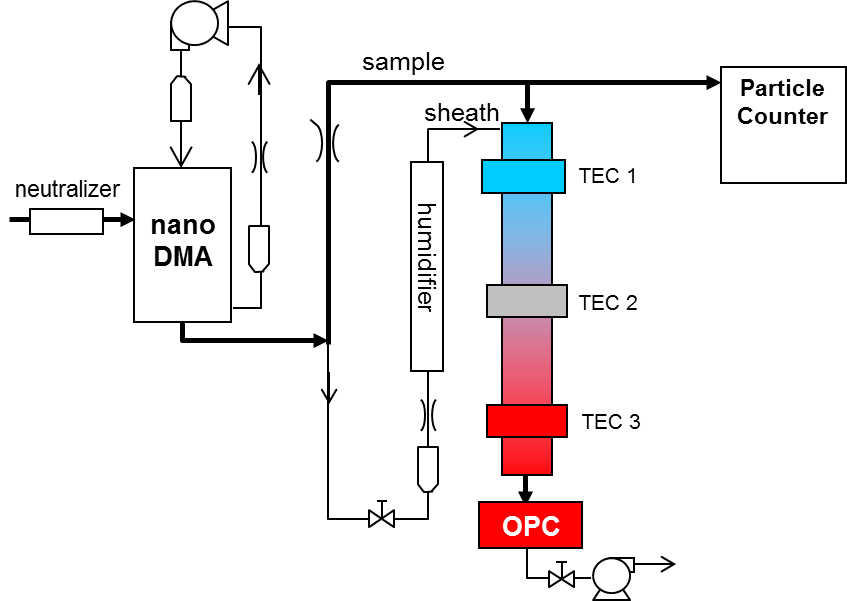 sample
Particle
Counter
sheath
TEC 1
neutralizer
nano
DMA
humidifier
TEC 2
TEC 3
OPC